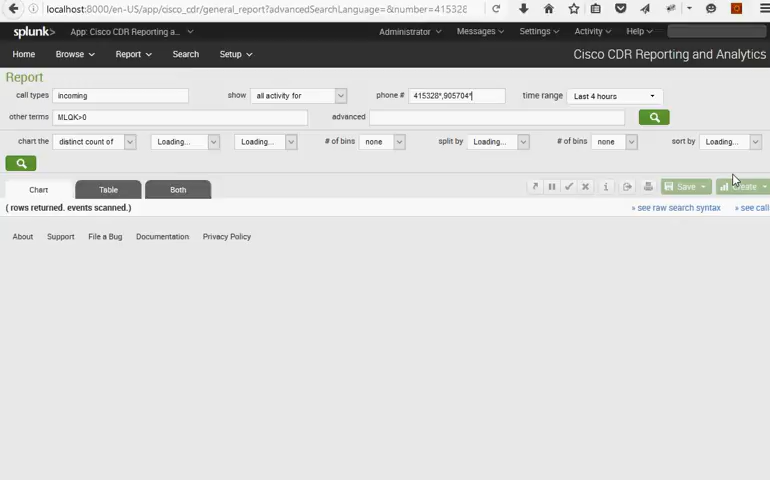 localhost:8000/en-US/app/cisco_cdr/general_report?advancedSearchLanguage=&number=415328
splunk> App: Cisco CDR Reporting a... Administrator Messages Settings Activity Help
Home Browse Report Search Setup Cisco CDR Reporting and Analytics
Report
call types incoming show all activity for phone # 415328*,905704* time range Last 4 hours
other terms MLQK>0 advanced
chart the distinct count of Loading... Loading... # of bins none split by Loading... # of bins none sort by Loading...
Chart Table Both Save Create
( rows returned. events scanned.) » see raw search syntax » see call
About Support File a Bug Documentation Privacy Policy